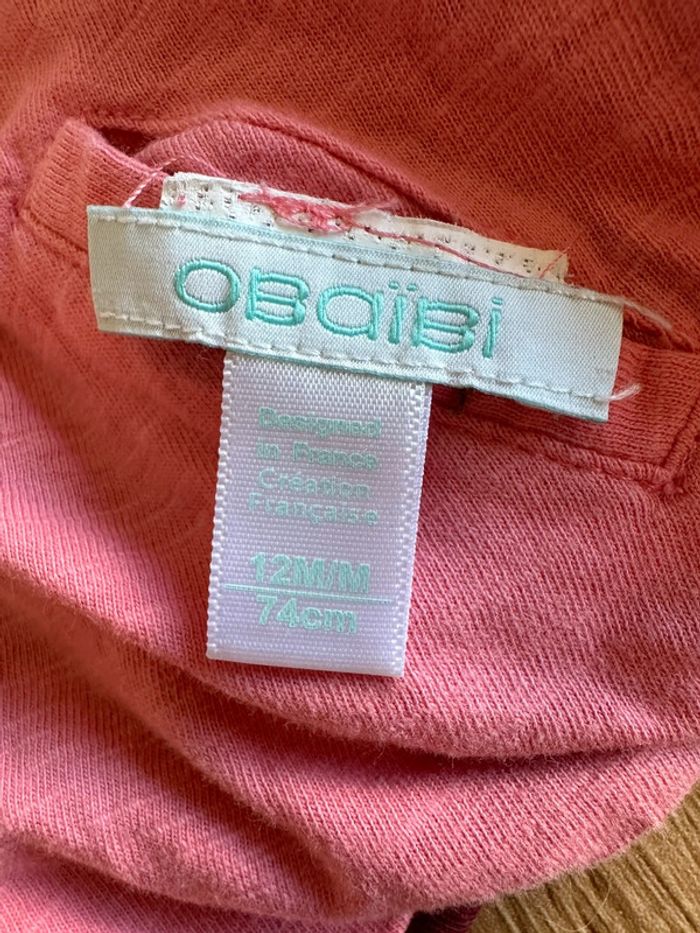 OBaïBi
Designed
in France
Création
Française
12M/M
74cm